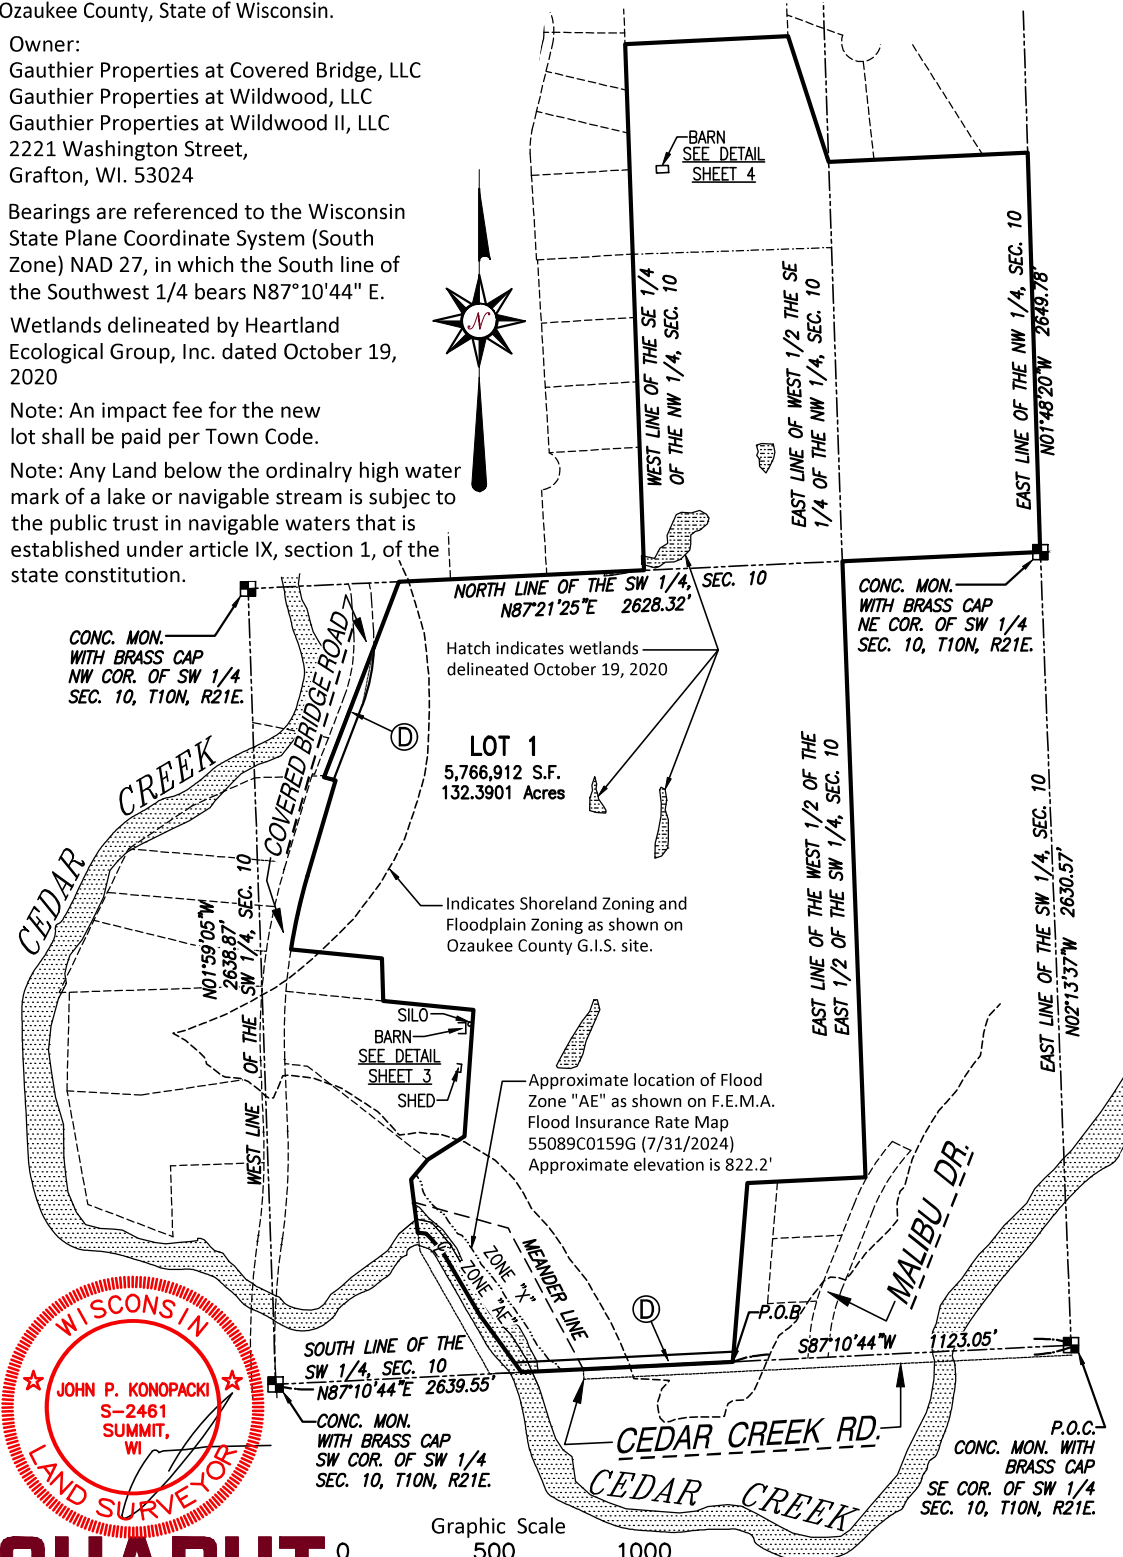 Ozaukee County, State of Wisconsin.
Owner:
Gauthier Properties at Covered Bridge, LLC
Gauthier Properties at Wildwood, LLC
Gauthier Properties at Wildwood II, LLC
2221 Washington Street,
Grafton, WI. 53024
Bearings are referenced to the Wisconsin
State Plane Coordinate System (South
Zone) NAD 27, in which the South line of
the Southwest 1/4 bears N87°10'44" E.
Wetlands delineated by Heartland
Ecological Group, Inc. dated October 19,
2020
Note: An impact fee for the new
lot shall be paid per Town Code.
Note: Any Land below the ordinalry high water
mark of a lake or navigable stream is subjec to
the public trust in navigable waters that is
established under article IX, section 1, of the
state constitution.
N
BARN
SEE DETAIL
SHEET 4
WEST LINE OF THE SE 1/4
OF THE NW 1/4, SEC. 10
EAST LINE OF WEST 1/2 THE SE
1/4 OF THE NW 1/4, SEC. 10
EAST LINE OF THE NW 1/4, SEC. 10
N01°48'20"W 2649.78'
NORTH LINE OF THE SW 1/4, SEC. 10
N87°21'25"E 2628.32'
CONC. MON.
WITH BRASS CAP
NE COR. OF SW 1/4
SEC. 10, T10N, R21E.
CONC. MON.
WITH BRASS CAP
NW COR. OF SW 1/4
SEC. 10, T10N, R21E.
COVERED BRIDGE ROAD
Hatch indicates wetlands
delineated October 19, 2020
D
LOT 1
5,766,912 S.F.
132.3901 Acres
CEDAR CREEK
N01°59'05"W
2638.87'
WEST LINE OF THE SW 1/4, SEC. 10
Indicates Shoreland Zoning and
Floodplain Zoning as shown on
Ozaukee County G.I.S. site.
EAST LINE OF THE WEST 1/2 OF THE
EAST 1/2 OF THE SW 1/4, SEC. 10
EAST LINE OF THE SW 1/4, SEC. 10
N02°13'37"W 2630.57'
SILO
BARN
SEE DETAIL
SHEET 3
SHED
Approximate location of Flood
Zone "AE" as shown on F.E.M.A.
Flood Insurance Rate Map
55089C0159G (7/31/2024)
Approximate elevation is 822.2'
MALIBU DR.
MEANDER LINE
ZONE "X"
ZONE "AE"
D
P.O.B
S87°10'44"W 1123.05'
SOUTH LINE OF THE
SW 1/4, SEC. 10
N87°10'44"E 2639.55'
CONC. MON.
WITH BRASS CAP
SW COR. OF SW 1/4
SEC. 10, T10N, R21E.
CEDAR CREEK RD.
CEDAR CREEK
P.O.C.
CONC. MON. WITH
BRASS CAP
SE COR. OF SW 1/4
SEC. 10, T10N, R21E.
WISCONSIN
JOHN P. KONOPACKI
S-2461
SUMMIT,
WI
LAND SURVEYOR
Graphic Scale
0 500 1000